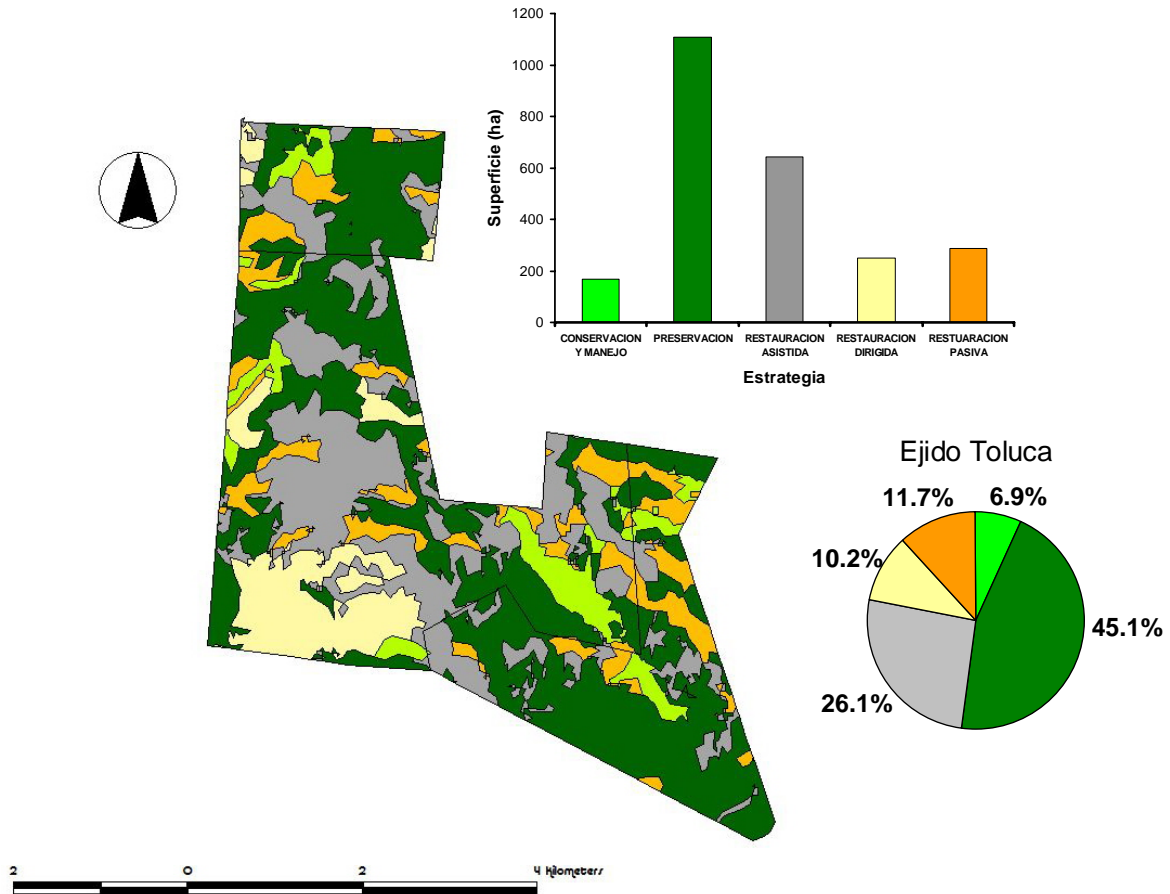 1200
1000
800
600
400
200
0
Superficie (ha)
CONSERVACION
Y MANEJO
PRESERVACION
RESTAURACION
ASISTIDA
RESTAURACION
DIRIGIDA
RESTUARACION
PASIVA
Estrategia
Ejido Toluca
11.7%
6.9%
10.2%
45.1%
26.1%
2 0 2 4 Kilometers